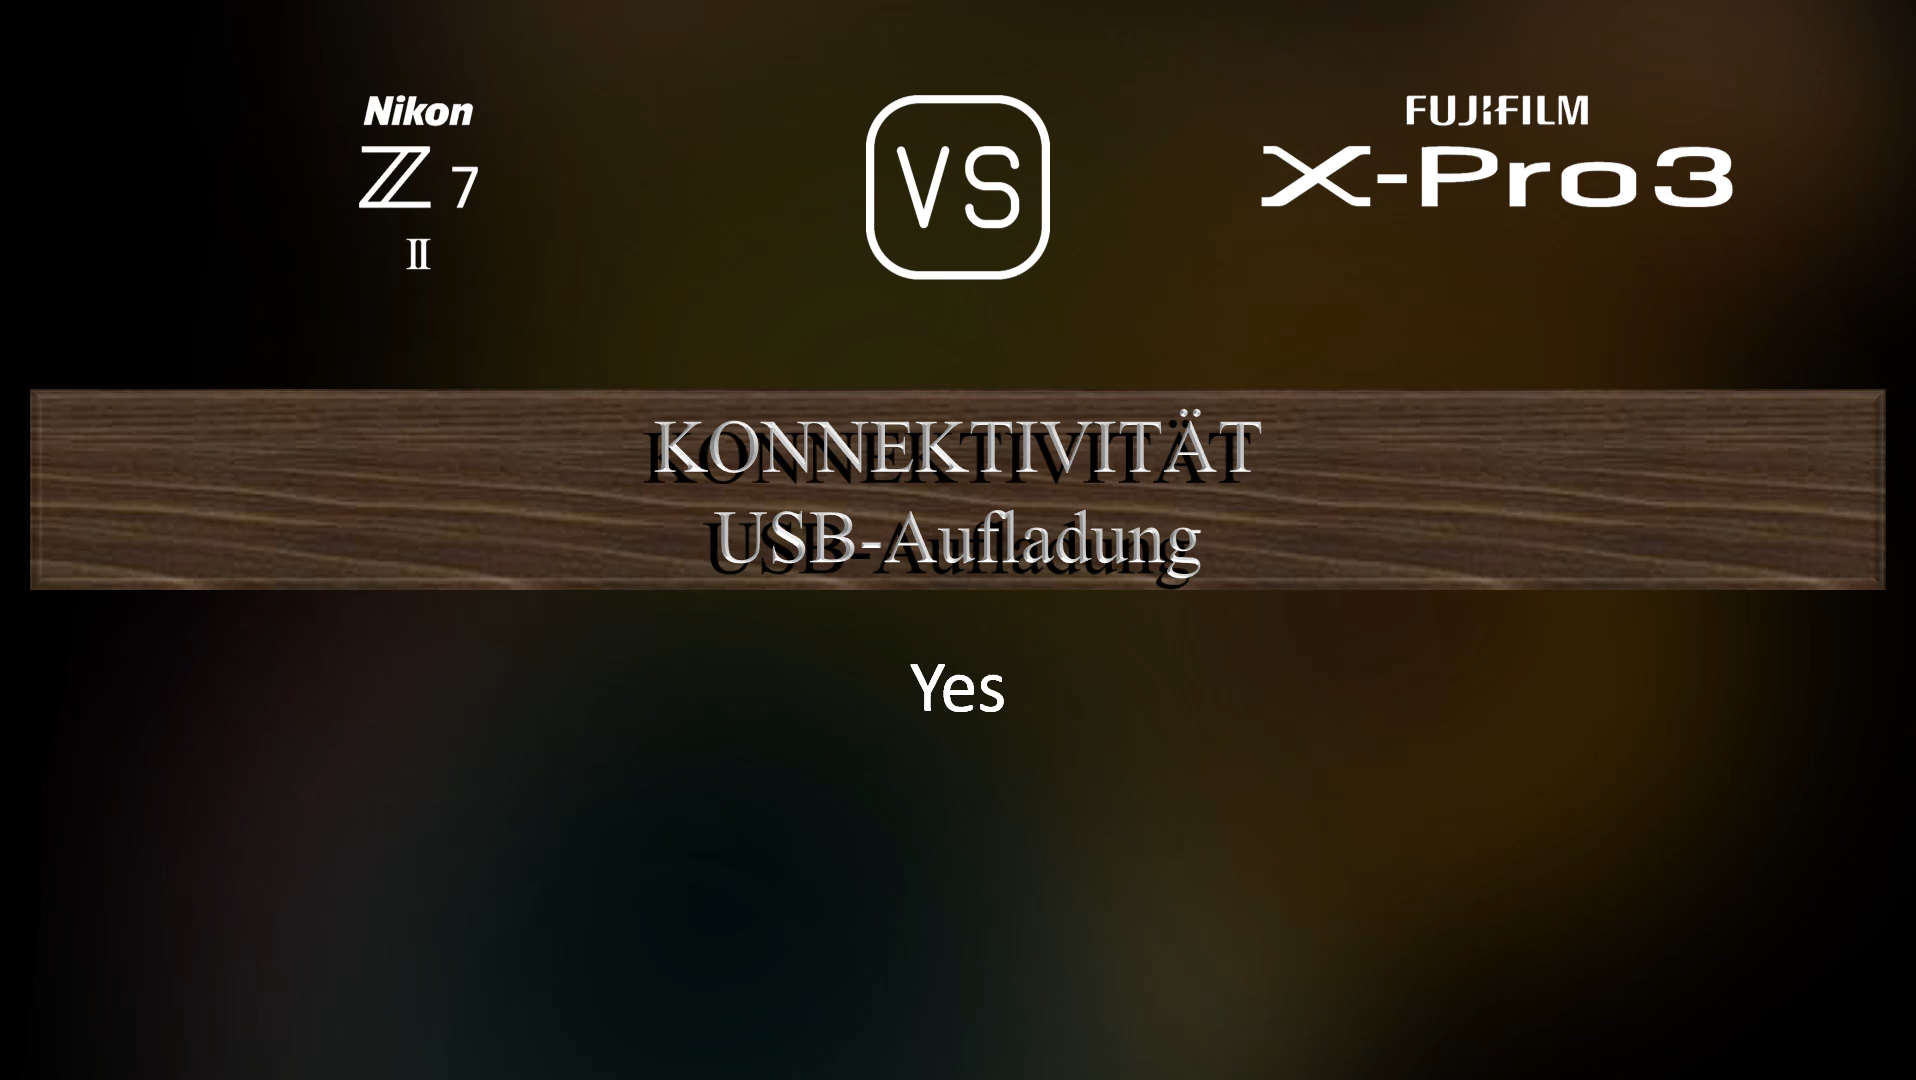 Nikon
Z 7
II
VS
FUJIFILM
X-Pro3
KONNEKTIVITÄT
USB-Aufladung
Yes